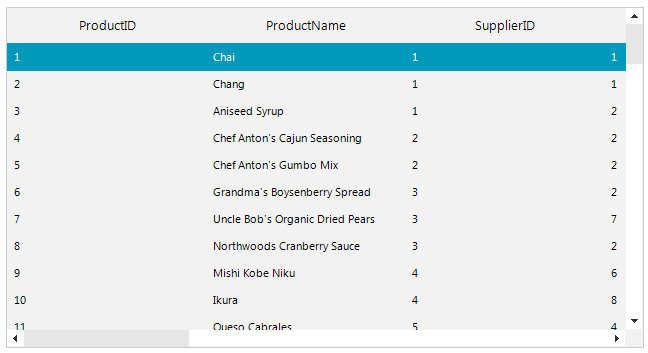 ProductID ProductName SupplierID
1 Chai 1 1
2 Chang 1 1
3 Aniseed Syrup 1 2
4 Chef Anton's Cajun Seasoning 2 2
5 Chef Anton's Gumbo Mix 2 2
6 Grandma's Boysenberry Spread 3 2
7 Uncle Bob's Organic Dried Pears 3 7
8 Northwoods Cranberry Sauce 3 2
9 Mishi Kobe Niku 4 6
10 Ikura 4 8
11 Queso Cabrales 5 4